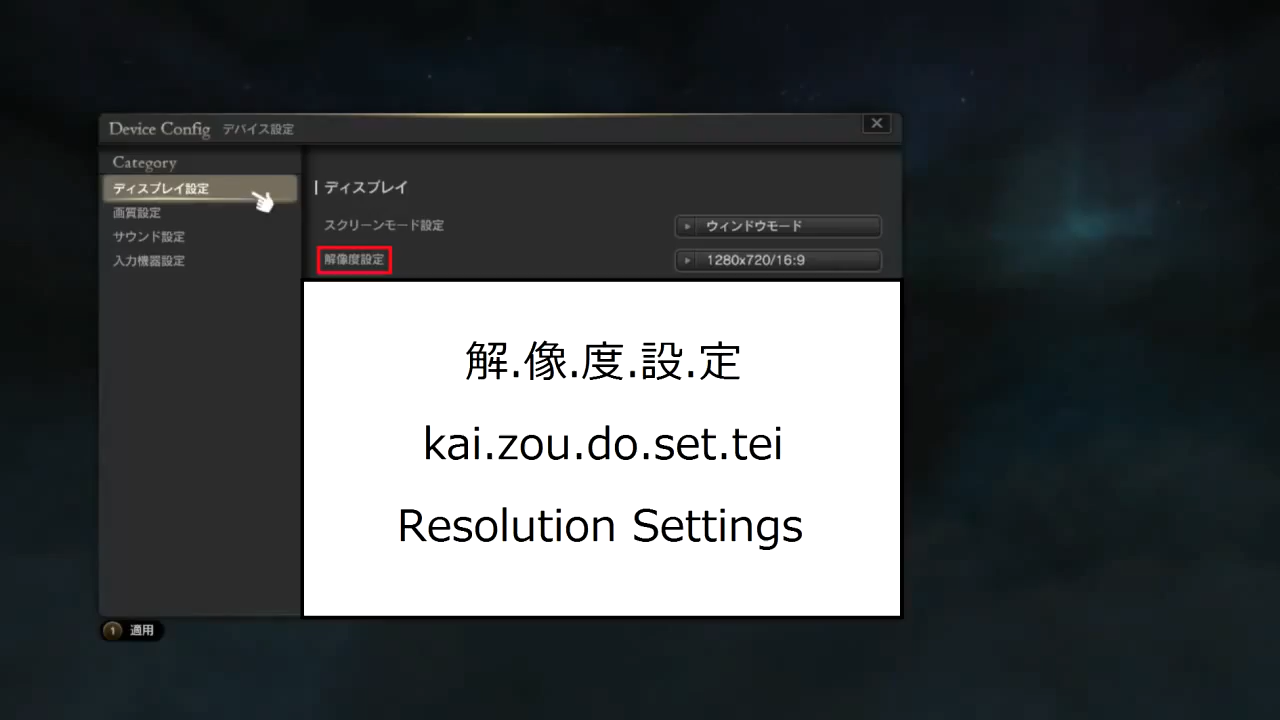 Device Config デバイス設定
Category
ディスプレイ設定
画質設定
サウンド設定
入力機器設定
ディスプレイ
スクリーンモード設定
ウィンドウモード
解像度設定
1280x720/16:9
解.像.度.設.定
kai.zou.do.set.tei
Resolution Settings
1 適用